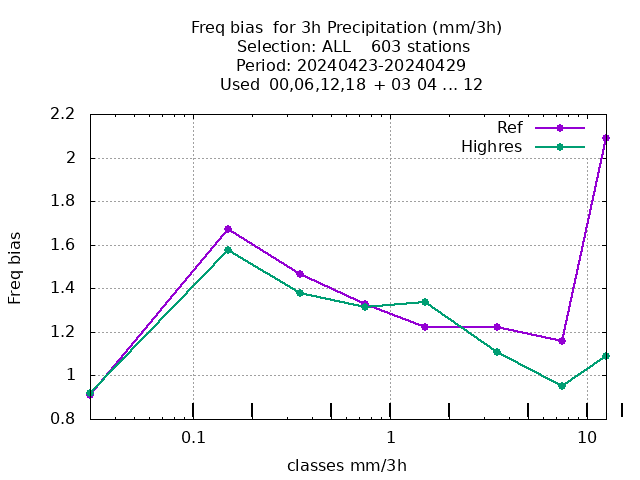 Freq bias  for 3h Precipitation (mm/3h)
Selection: ALL    603 stations
Period: 20240423-20240429
Used  00,06,12,18  + 03 04 ... 12
Ref
Highres
2.2
2
1.8
1.6
1.4
1.2
1
0.8
Freq bias
0.1
1
10
classes mm/3h